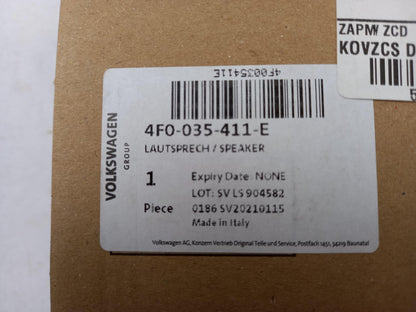 ZAPM/ ZCD
KOVZCS D
5
4F0035411E
VOLKSWAGEN
GROUP
4F0-035-411-E
LAUTSPRECH / SPEAKER
1
Piece
Expiry Date: NONE
LOT: SV LS 904582
0186 SV20210115
Made in Italy
Volkswagen AG, Konzern Vertrieb Original Teile und Service, Postfach 1451, 34219 Baunatal